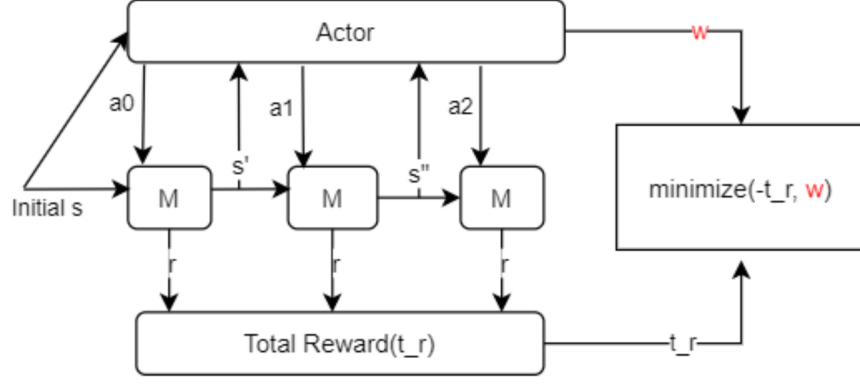 Actor
w
a0
a1
a2
s'
s"
Initial s
M
M
M
minimize(-t_r, w)
r
r
r
Total Reward(t_r)
t_r